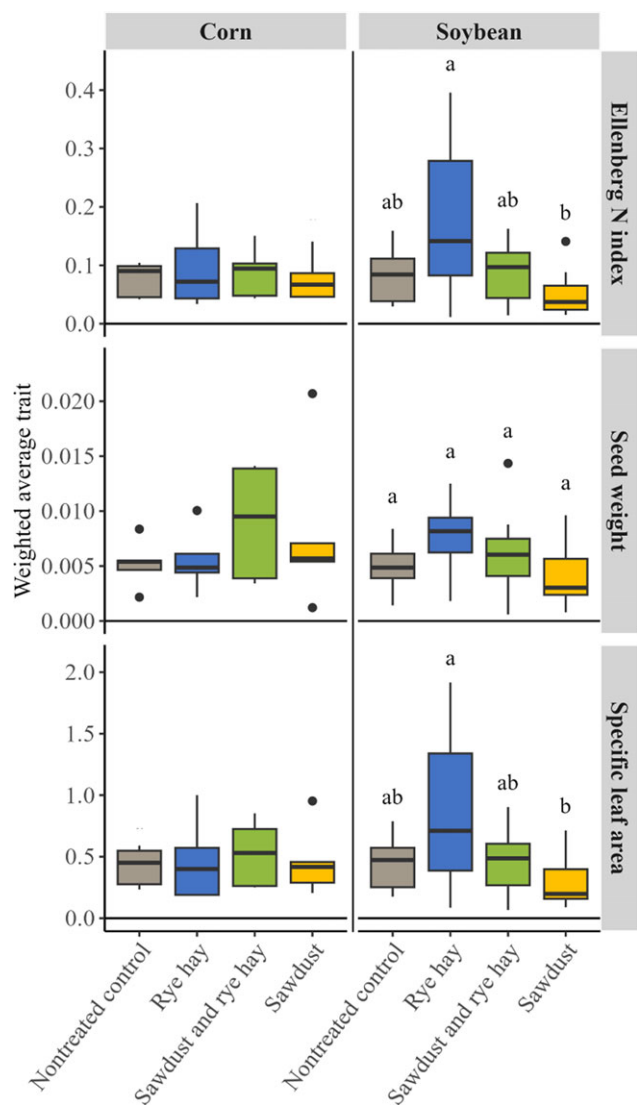 Corn
Soybean
Weighted average trait
Ellenberg N index
0.4
0.3
0.2
0.1
0.0
a
ab
ab
b
Seed weight
0.020
0.015
0.010
0.005
0.000
a
a
a
a
Specific leaf area
2.0
1.5
1.0
0.5
0.0
a
ab
ab
b
Nontreated control
Rye hay
Sawdust and rye hay
Sawdust
Nontreated control
Rye hay
Sawdust and rye hay
Sawdust